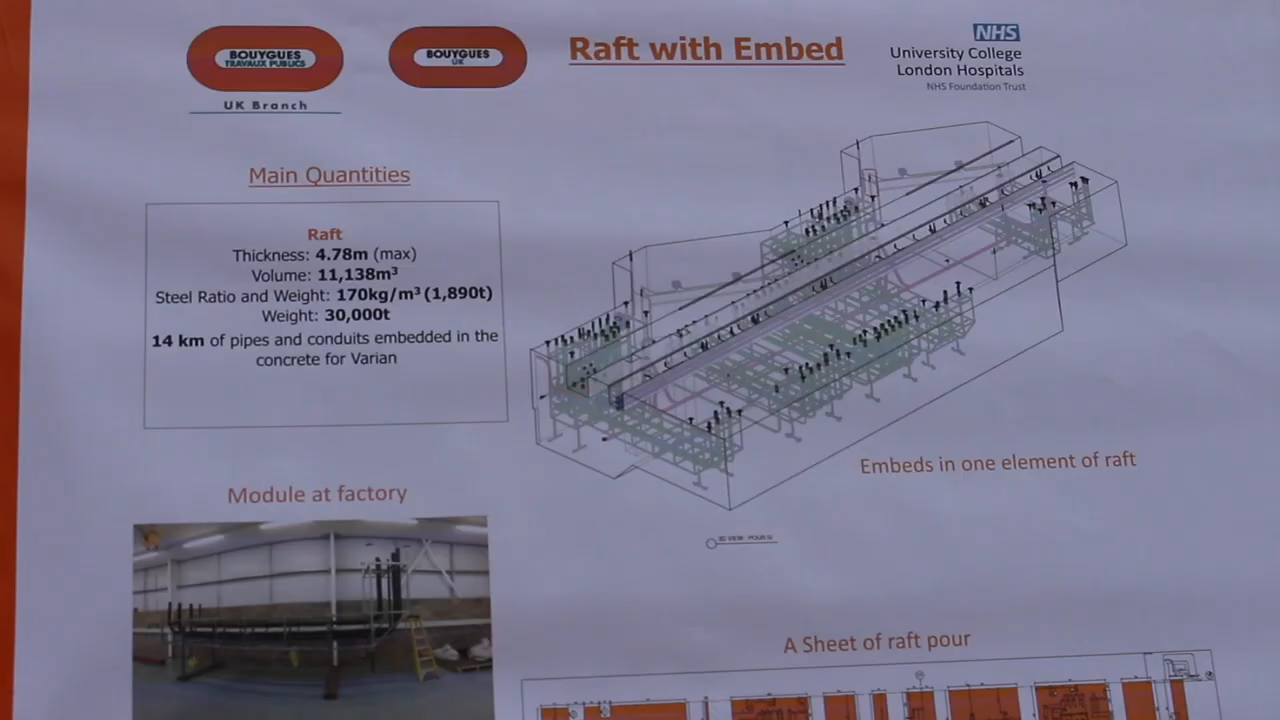 BOUYGUES
TRAVAUX PUBLICS
UK Branch
BOUYGUES
UK
Raft with Embed
NHS
University College
London Hospitals
NHS Foundation Trust
Main Quantities
Raft
Thickness: 4.78m (max)
Volume: 11,138m³
Steel Ratio and Weight: 170kg/m³ (1,890t)
Weight: 30,000t
14 km of pipes and conduits embedded in the
concrete for Varian
Embeds in one element of raft
Module at factory
3D VIEW - POUR
A Sheet of raft pour